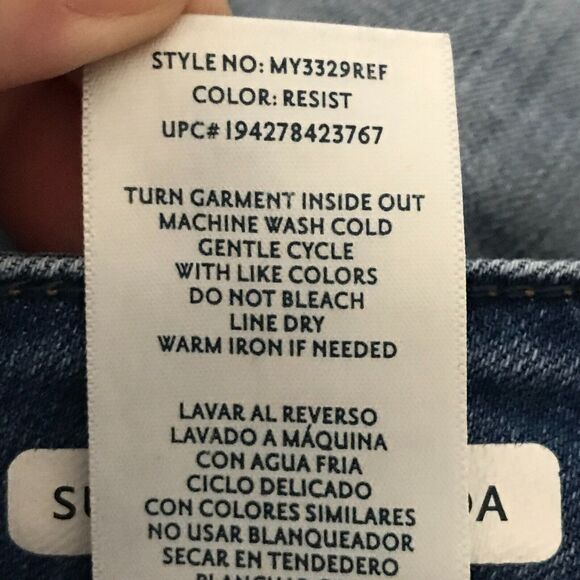 STYLE NO: MY3329REF
COLOR: RESIST
UPC# 194278423767
TURN GARMENT INSIDE OUT
MACHINE WASH COLD
GENTLE CYCLE
WITH LIKE COLORS
DO NOT BLEACH
LINE DRY
WARM IRON IF NEEDED
LAVAR AL REVERSO
LAVADO A MÁQUINA
CON AGUA FRIA
CICLO DELICADO
CON COLORES SIMILARES
NO USAR BLANQUEADOR
SECAR EN TENDEDERO